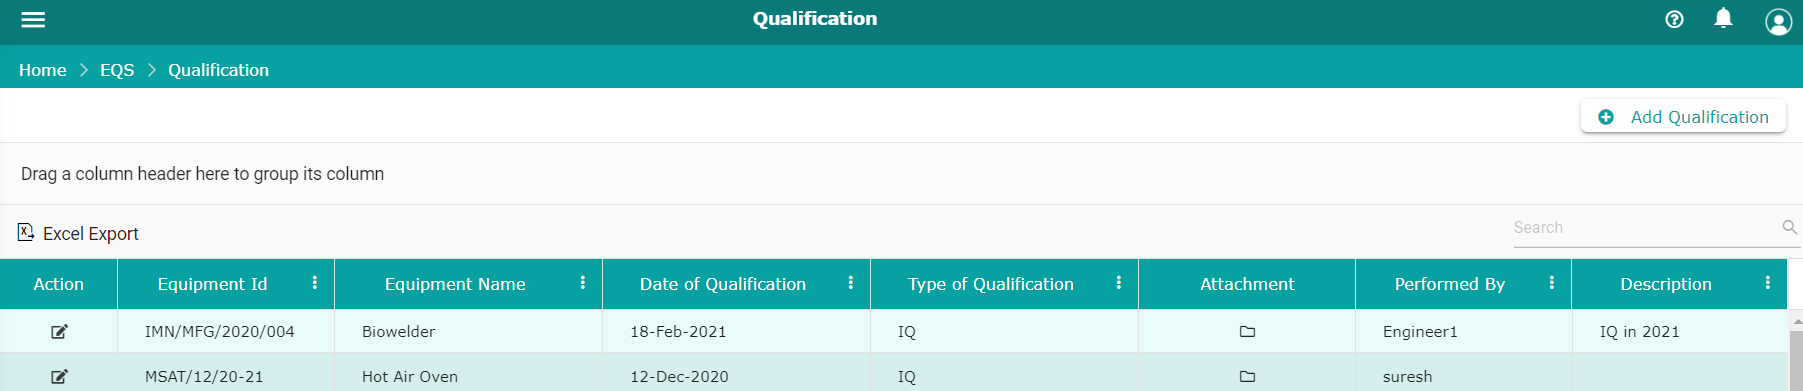 Qualification
Home EQS Qualification
Add Qualification
Drag a column header here to group its column
Excel Export
Search
Action Equipment Id Equipment Name Date of Qualification Type of Qualification Attachment Performed By Description
IMN/MFG/2020/004 Biowelder 18-Feb-2021 IQ Engineer1 IQ in 2021
MSAT/12/20-21 Hot Air Oven 12-Dec-2020 IQ suresh